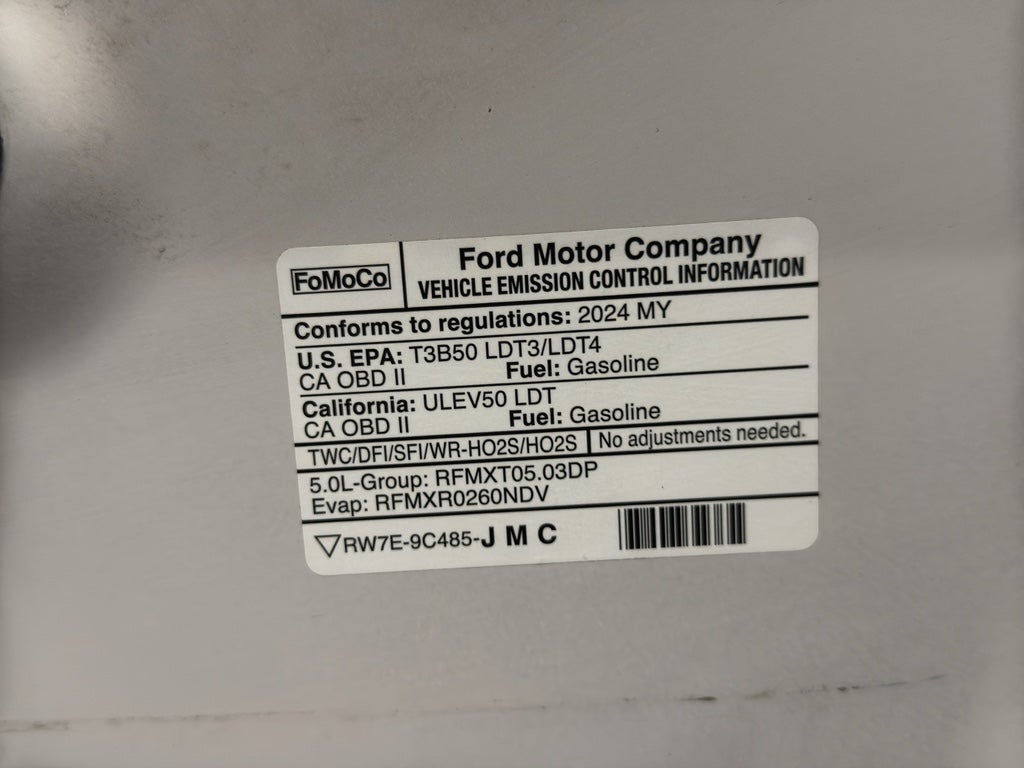 FoMoCo
Ford Motor Company
VEHICLE EMISSION CONTROL INFORMATION
Conforms to regulations: 2024 MY
U.S. EPA: T3B50 LDT3/LDT4
CA OBD II Fuel: Gasoline
California: ULEV50 LDT
CA OBD II Fuel: Gasoline
TWC/DFI/SFI/WR-HO2S/HO2S No adjustments needed.
5.0L-Group: RFMXT05.03DP
Evap: RFMXR0260NDV
RW7E-9C485-J M C